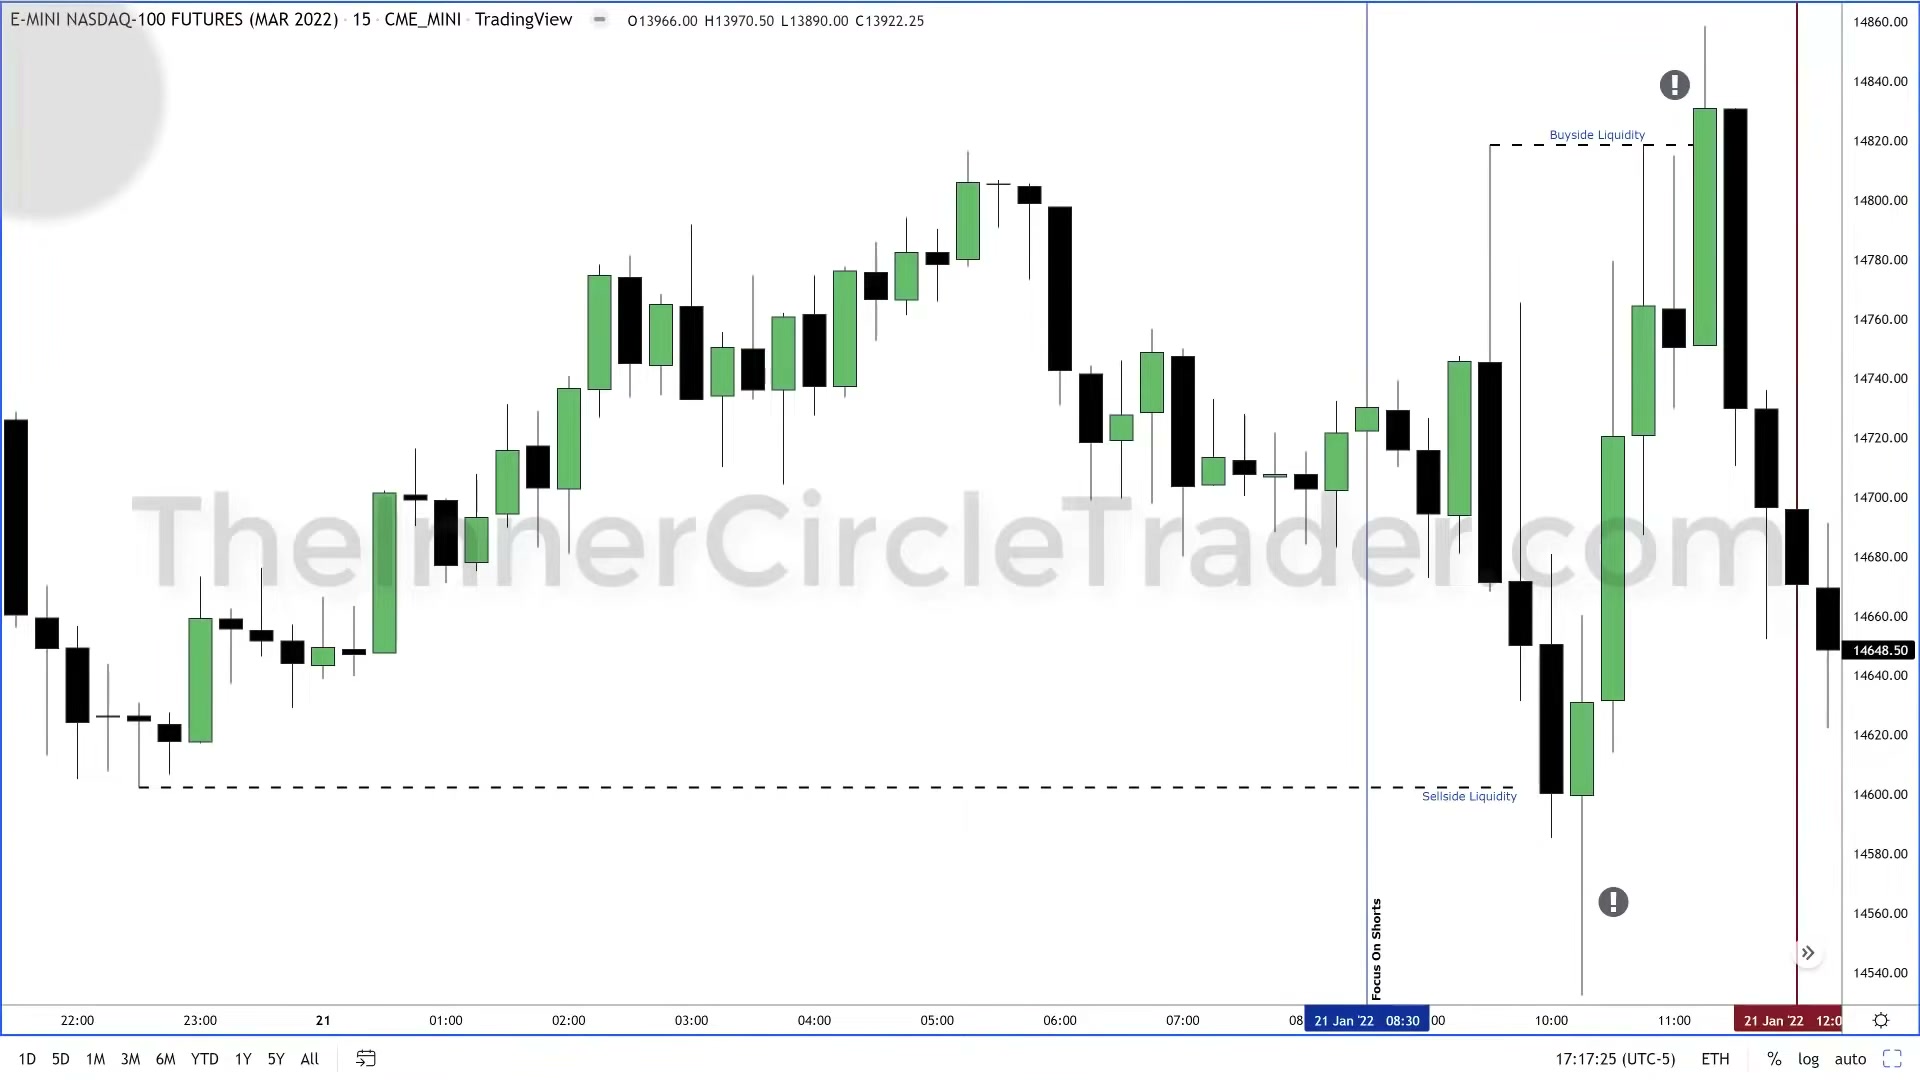 E-MINI NASDAQ-100 FUTURES (MAR 2022) · 15 · CME_MINI · TradingView O13966.00 H13970.50 L13890.00 C13922.25
14860.00
14840.00
Buyside Liquidity
14820.00
14800.00
14780.00
14760.00
14740.00
14720.00
14700.00
TheInnerCircleTrader.com
14680.00
14660.00
14648.50
14640.00
14620.00
14600.00
Sellside Liquidity
14580.00
14560.00
14540.00
Focus On Shorts
22:00 23:00 21 01:00 02:00 03:00 04:00 05:00 06:00 07:00 08 21 Jan '22 08:30 00 10:00 11:00 21 Jan '22 12:0
1D 5D 1M 3M 6M YTD 1Y 5Y All 17:17:25 (UTC-5) ETH % log auto